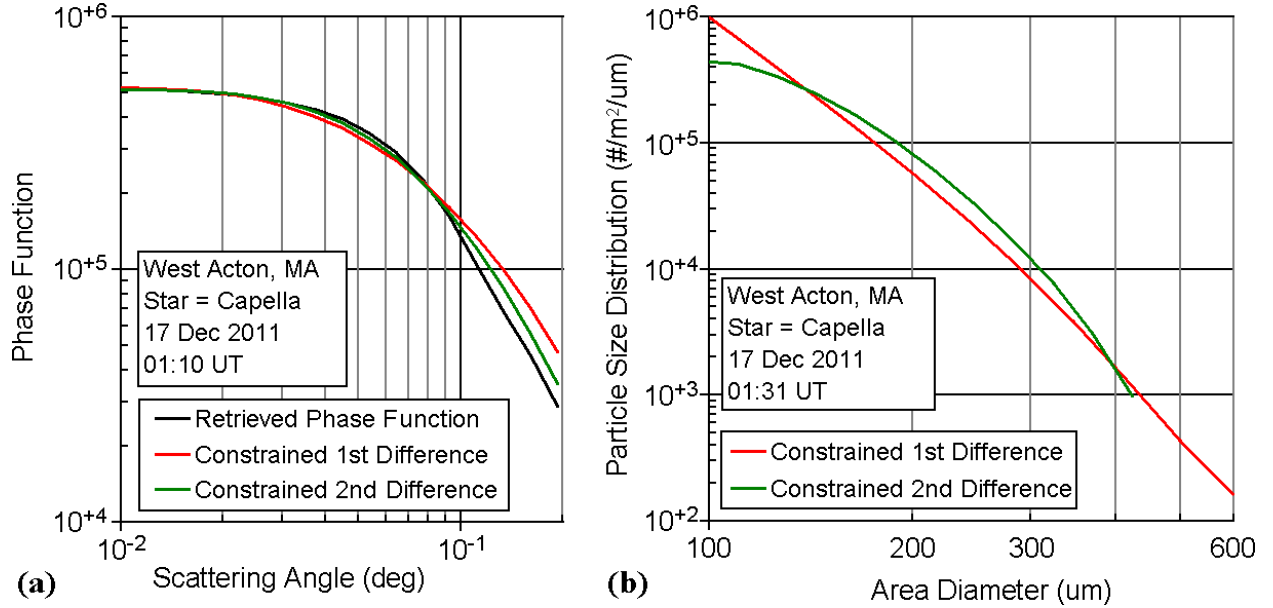 10+6
10+5
10+4
Phase Function
West Acton, MA
Star = Capella
17 Dec 2011
01:10 UT
Retrieved Phase Function
Constrained 1st Difference
Constrained 2nd Difference
10-2
10-1
Scattering Angle (deg)
(a)
10+6
10+5
10+4
10+3
10+2
Particle Size Distribution (#/m2/um)
West Acton, MA
Star = Capella
17 Dec 2011
01:31 UT
Constrained 1st Difference
Constrained 2nd Difference
100
200
300
600
Area Diameter (um)
(b)